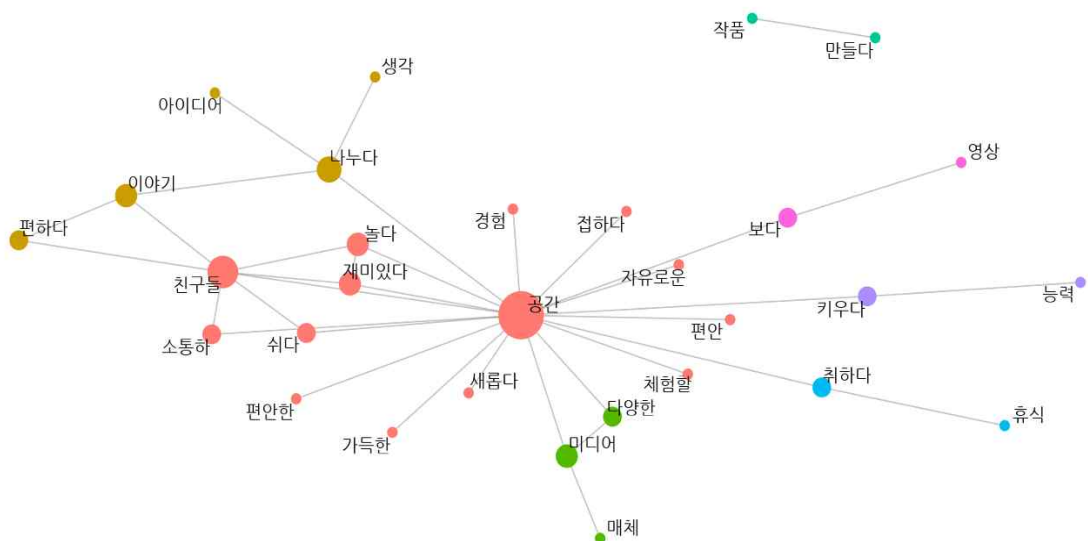 작품
만들다
생각
아이디어
나누다
영상
이야기
편하다
경험
접하다
보다
놀다
친구들
재미있다
자유로운
능력
공간
키우다
편안
소통하
쉬다
새롭다
체험할
취하다
편안한
다양한
휴식
가득한
미디어
매체